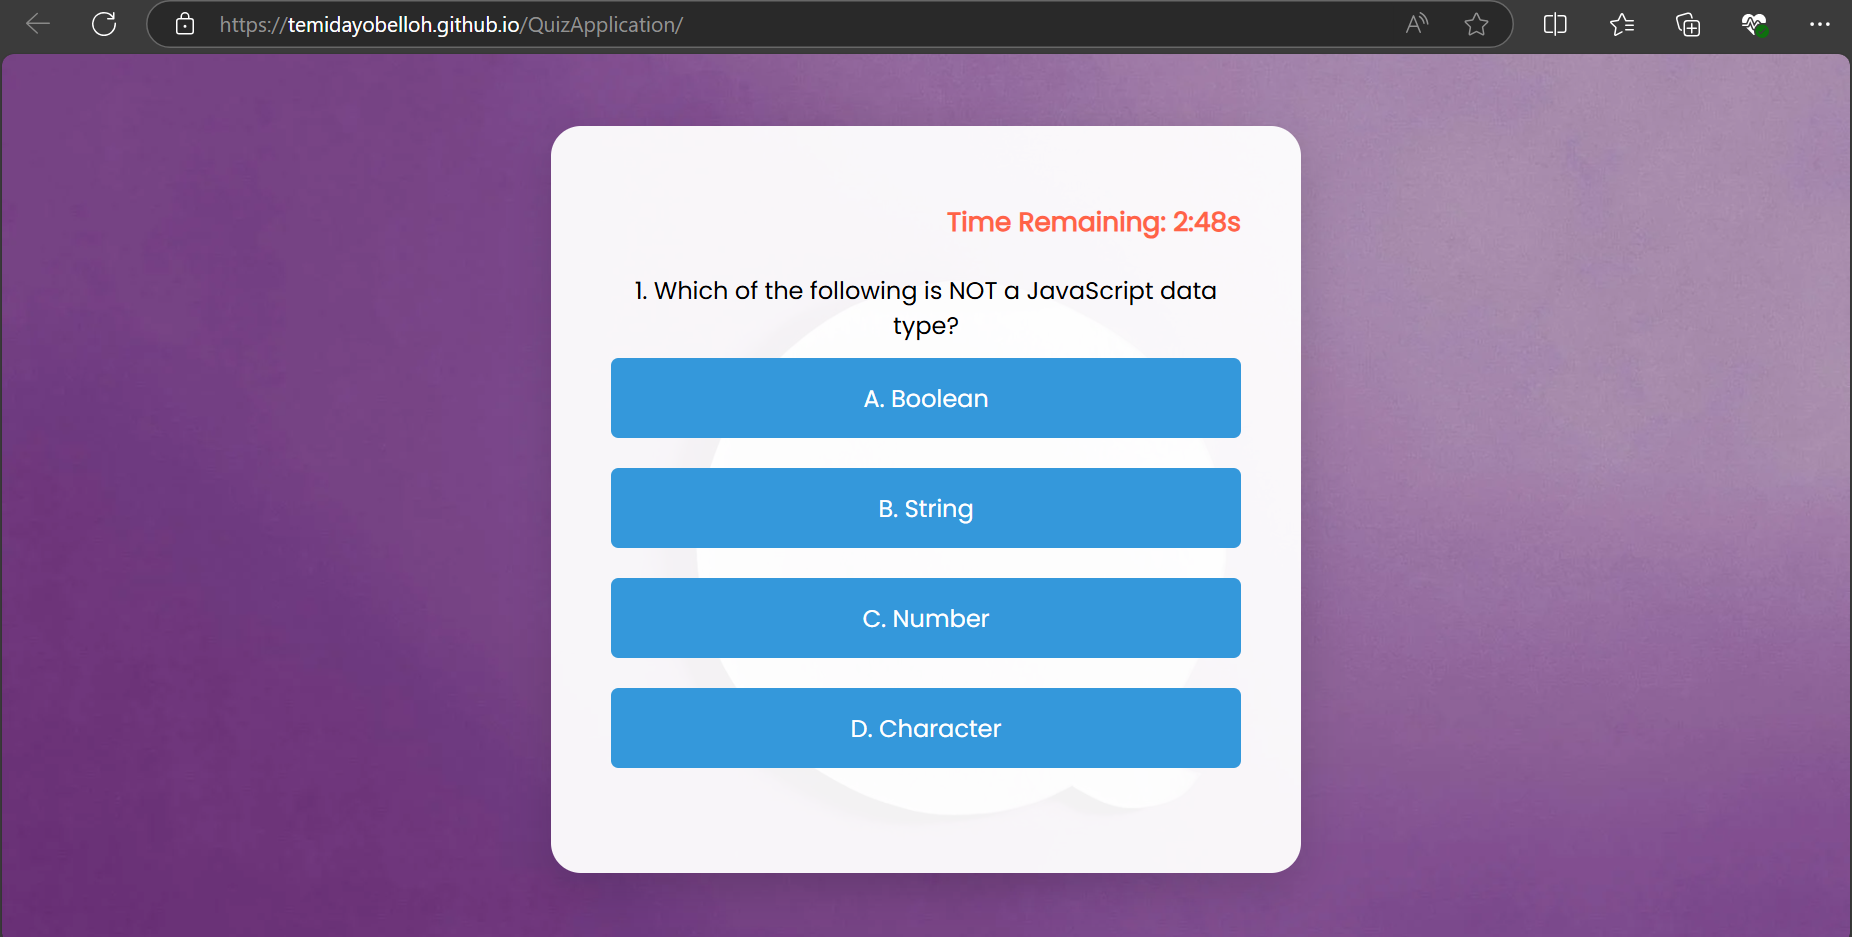 https://temidayobelloh.github.io/QuizApplication/
Time Remaining: 2:48s
1. Which of the following is NOT a JavaScript data
type?
A. Boolean
B. String
C. Number
D. Character